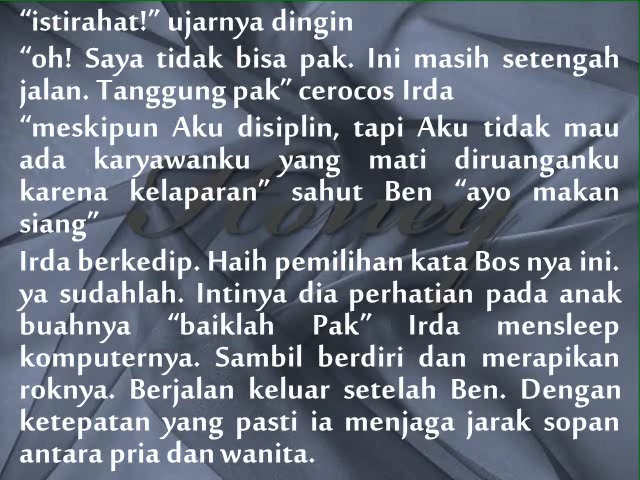 “istirahat!” ujarnya dingin
“oh! Saya tidak bisa pak. Ini masih setengah
jalan. Tanggung pak” cerocos Irda
“meskipun Aku disiplin, tapi Aku tidak mau
ada karyawanku yang mati diruanganku
karena kelaparan” sahut Ben “ayo makan
siang”
Honey
Irda berkedip. Haih pemilihan kata Bos nya ini.
ya sudahlah. Intinya dia perhatian pada anak
buahnya “baiklah Pak” Irda mensleep
komputernya. Sambil berdiri dan merapikan
roknya. Berjalan keluar setelah Ben. Dengan
ketepatan yang pasti ia menjaga jarak sopan
antara pria dan wanita.